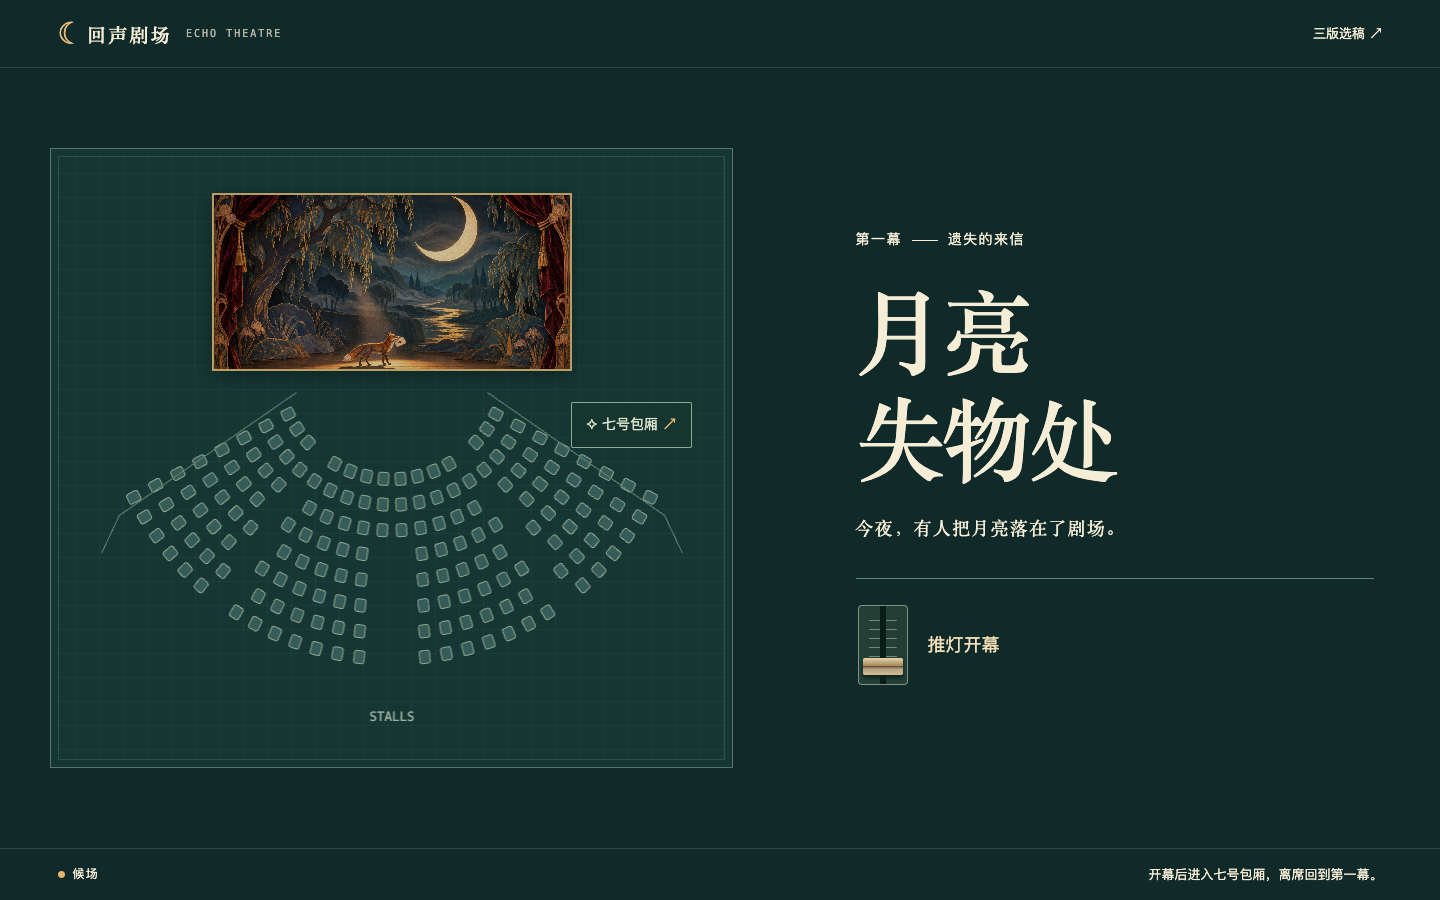 回声剧场 ECHO THEATRE
三版选稿 ↗
七号包厢 ↗
STALLS
第一幕 —— 遗失的来信
月亮
失物处
今夜，有人把月亮落在了剧场。
推灯开幕
候场
开幕后进入七号包厢，离席回到第一幕。